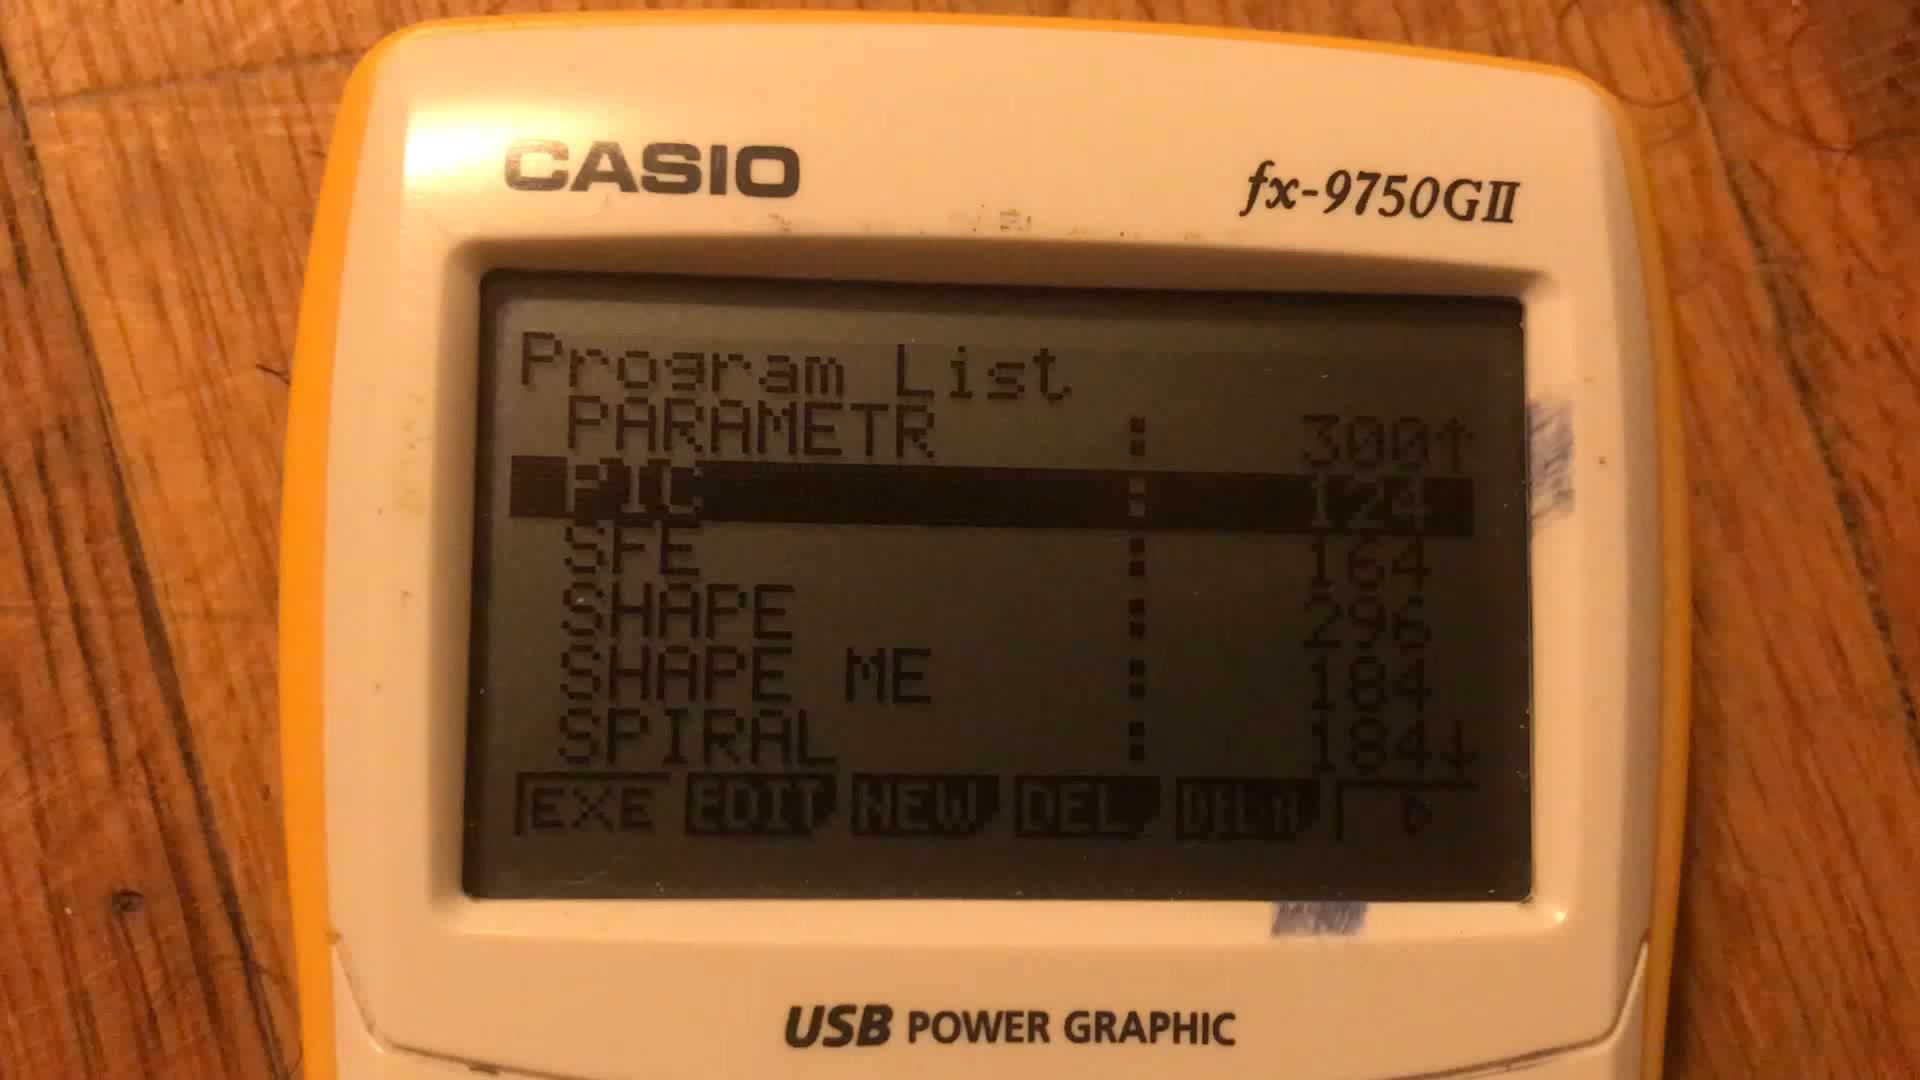 CASIO fx-9750GII
Program List
PARAMETR : 300↑
PIC : 124
SFE : 164
SHAPE : 296
SHAPE ME : 184
SPIRAL : 184↓
EXE EDIT NEW DEL DEL·A ▷
USB POWER GRAPHIC